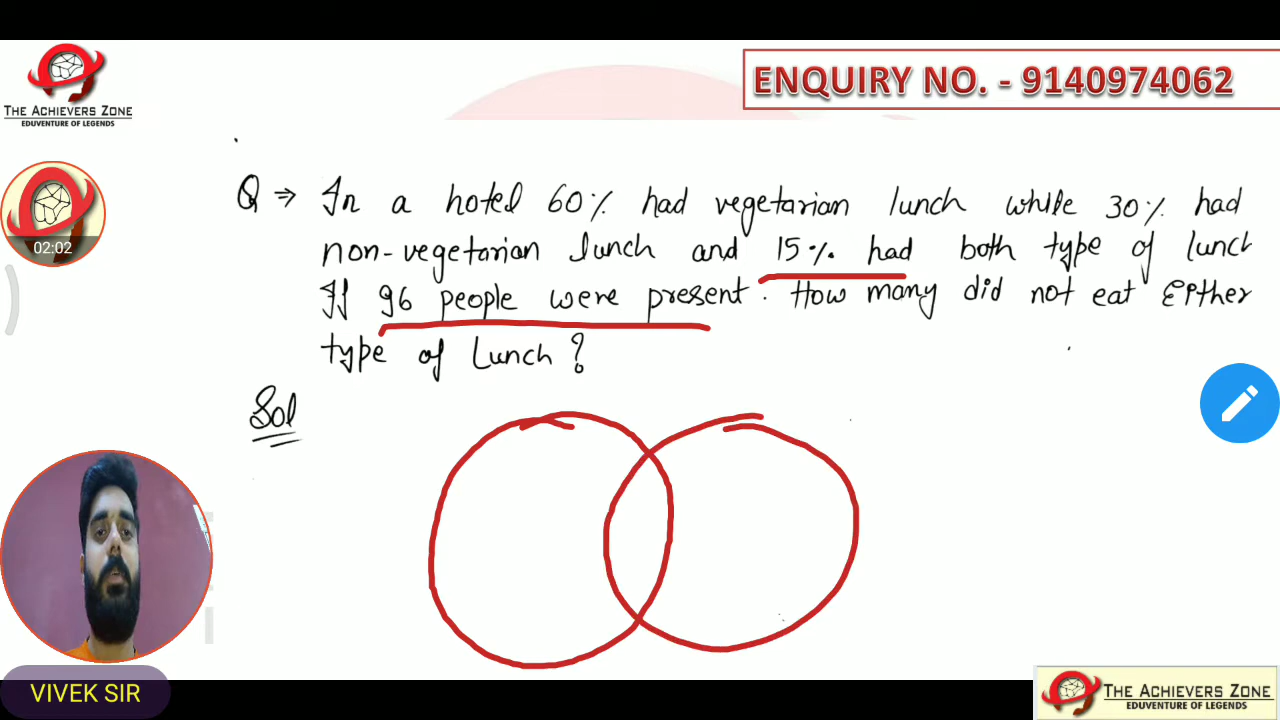 THE ACHIEVERS ZONE
EDUVENTURE OF LEGENDS
ENQUIRY NO. - 9140974062
Q ⇒ In a hotel 60% had vegetarian lunch while 30% had
non-vegetarian lunch and 15% had both type of lunch
If 96 people were present. How many did not eat Either
type of Lunch?
02:02
Sol
VIVEK SIR
THE ACHIEVERS ZONE
EDUVENTURE OF LEGENDS